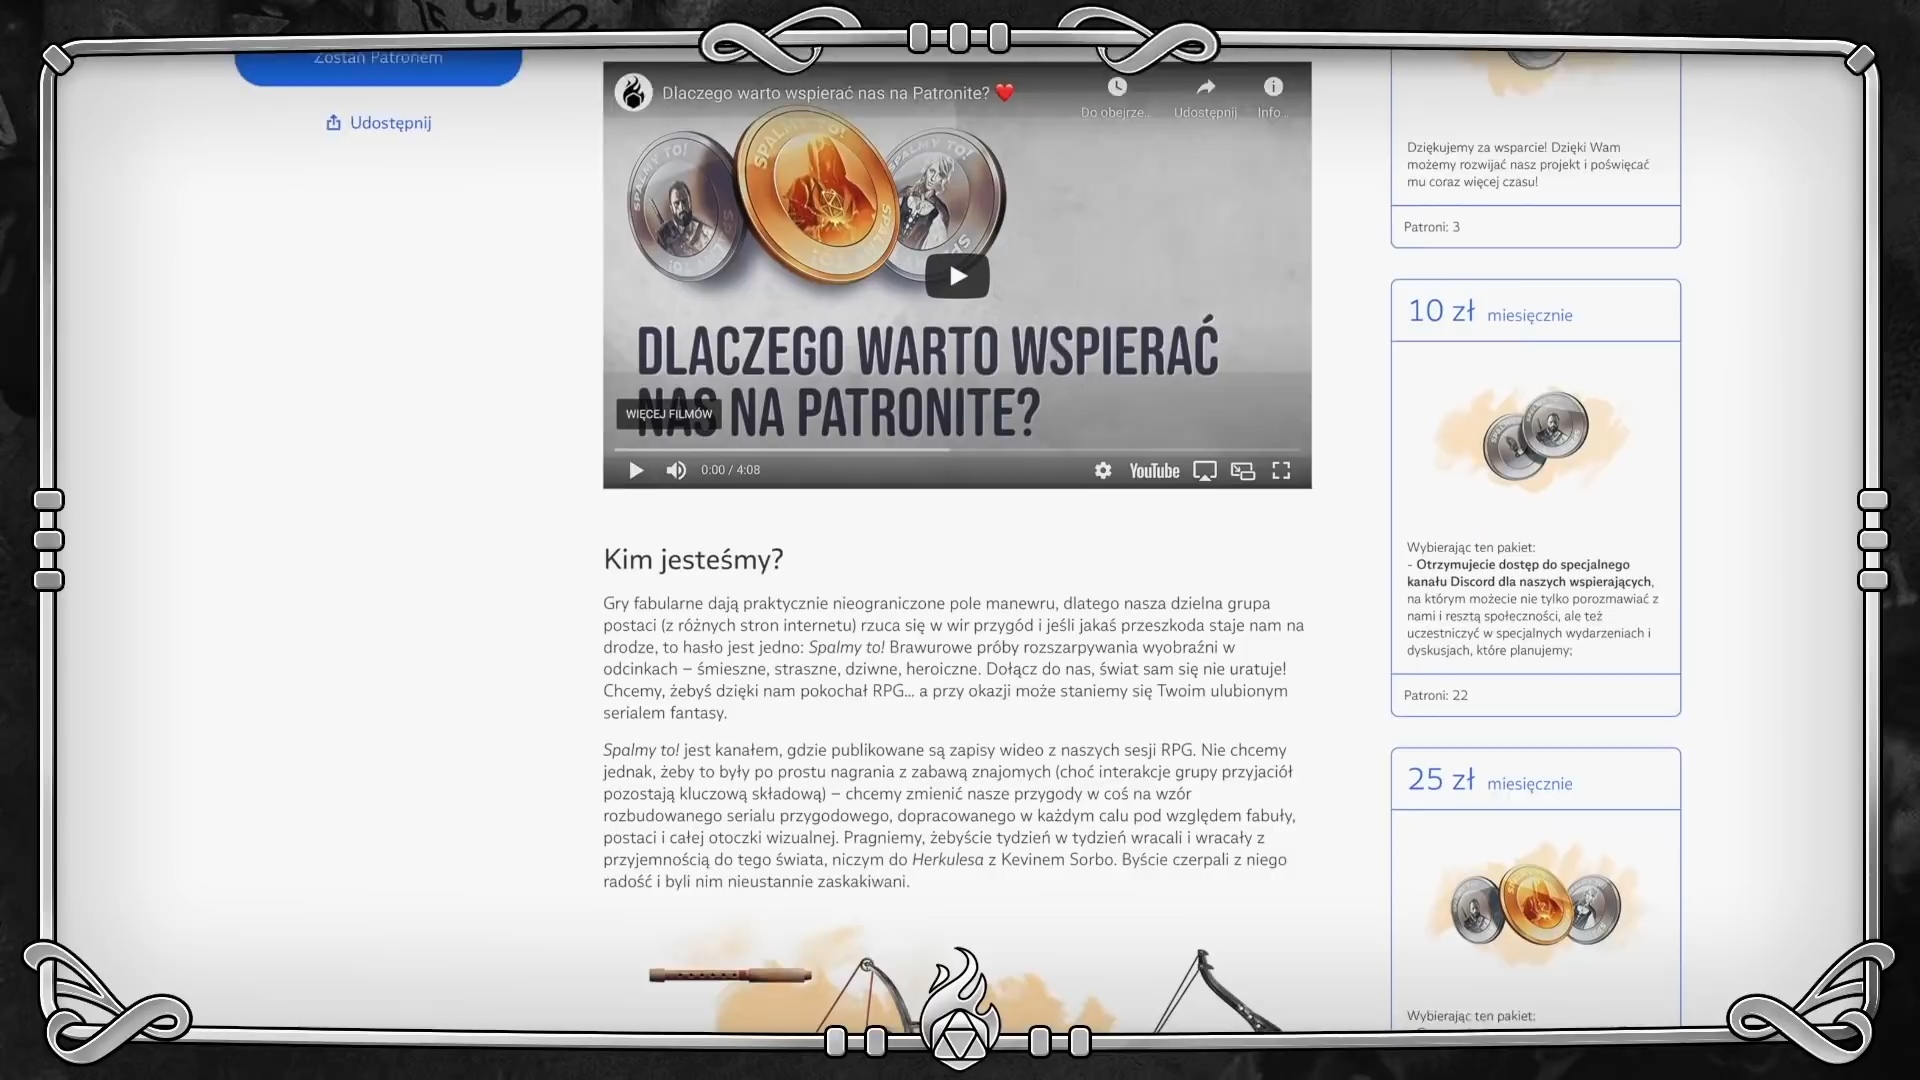 Zostań Patronem
Udostępnij
Dlaczego warto wspierać nas na Patronite? ❤️
Do obejrze...
Udostępnij
Info...
SPALMY TO!
SPALMY TO!
SPALMY TO!
DLACZEGO WARTO WSPIERAĆ
NAS NA PATRONITE?
WIĘCEJ FILMÓW
0:00 / 4:08
YouTube
Kim jesteśmy?
Gry fabularne dają praktycznie nieograniczone pole manewru, dlatego nasza dzielna grupa
postaci (z różnych stron internetu) rzuca się w wir przygód i jeśli jakaś przeszkoda staje nam na
drodze, to hasło jest jedno: Spalmy to! Brawurowe próby rozszarpywania wyobraźni w
odcinkach – śmieszne, straszne, dziwne, heroiczne. Dołącz do nas, świat sam się nie uratuje!
Chcemy, żebyś dzięki nam pokochał RPG... a przy okazji może staniemy się Twoim ulubionym
serialem fantasy.
Spalmy to! jest kanałem, gdzie publikowane są zapisy wideo z naszych sesji RPG. Nie chcemy
jednak, żeby to były po prostu nagrania z zabawą znajomych (choć interakcje grupy przyjaciół
pozostają kluczową składową) – chcemy zmienić nasze przygody w coś na wzór
rozbudowanego serialu przygodowego, dopracowanego w każdym calu pod względem fabuły,
postaci i całej otoczki wizualnej. Pragniemy, żebyście tydzień w tydzień wracali i wracały z
przyjemnością do tego świata, niczym do Herkulesa z Kevinem Sorbo. Byście czerpali z niego
radość i byli nim nieustannie zaskakiwani.
Dziękujemy za wsparcie! Dzięki Wam
możemy rozwijać nasz projekt i poświęcać
mu coraz więcej czasu!
Patroni: 3
10 zł miesięcznie
Wybierając ten pakiet:
- Otrzymujecie dostęp do specjalnego
kanału Discord dla naszych wspierających,
na którym możecie nie tylko porozmawiać z
nami i resztą społeczności, ale też
uczestniczyć w specjalnych wydarzeniach i
dyskusjach, które planujemy;
Patroni: 22
25 zł miesięcznie
Wybierając ten pakiet: